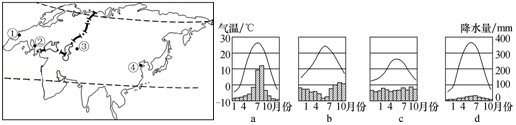 ①
②
③
④
气温/℃
降水量/mm
30
20
10
0
-10
400
300
200
100
0
1 4 7 10月份
1 4 7 10月份
1 4 7 10月份
1 4 7 10月份
a
b
c
d